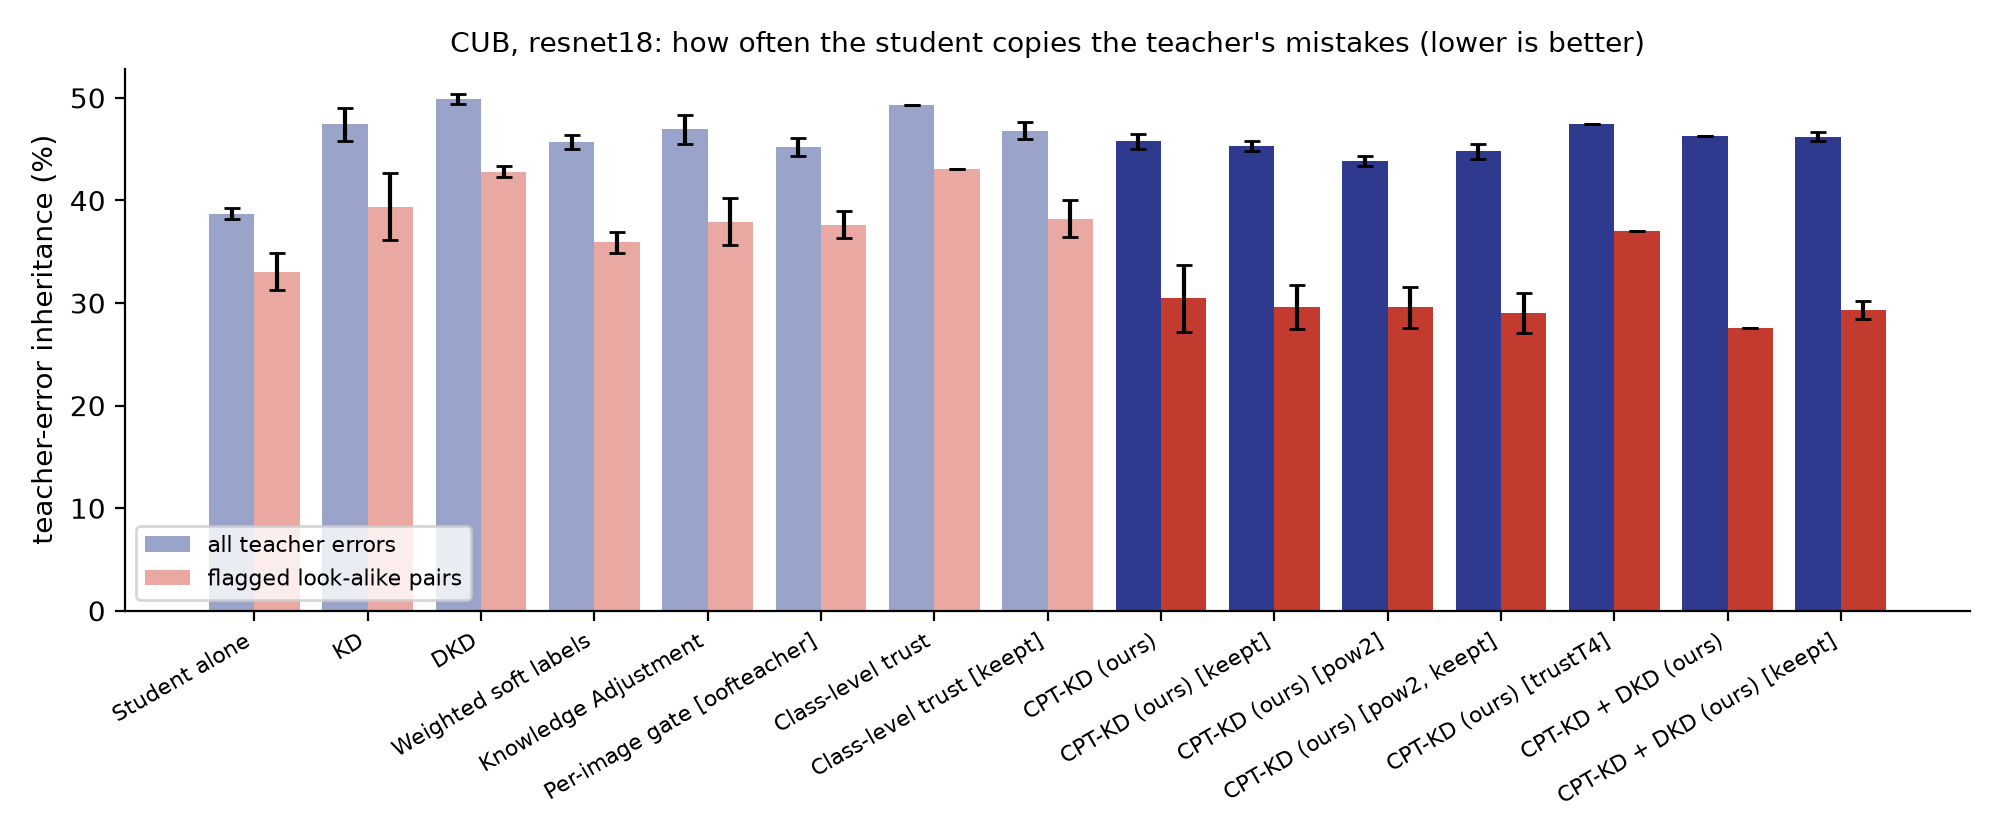 CUB, resnet18: how often the student copies the teacher's mistakes (lower is better)
teacher-error inheritance (%)
50
40
30
20
10
0
all teacher errors
flagged look-alike pairs
Student alone
KD
DKD
Weighted soft labels
Knowledge Adjustment
Per-image gate [oofteacher]
Class-level trust
Class-level trust [keept]
CPT-KD (ours)
CPT-KD (ours) [keept]
CPT-KD (ours) [pow2]
CPT-KD (ours) [pow2, keept]
CPT-KD (ours) [trustT4]
CPT-KD + DKD (ours)
CPT-KD + DKD (ours) [keept]